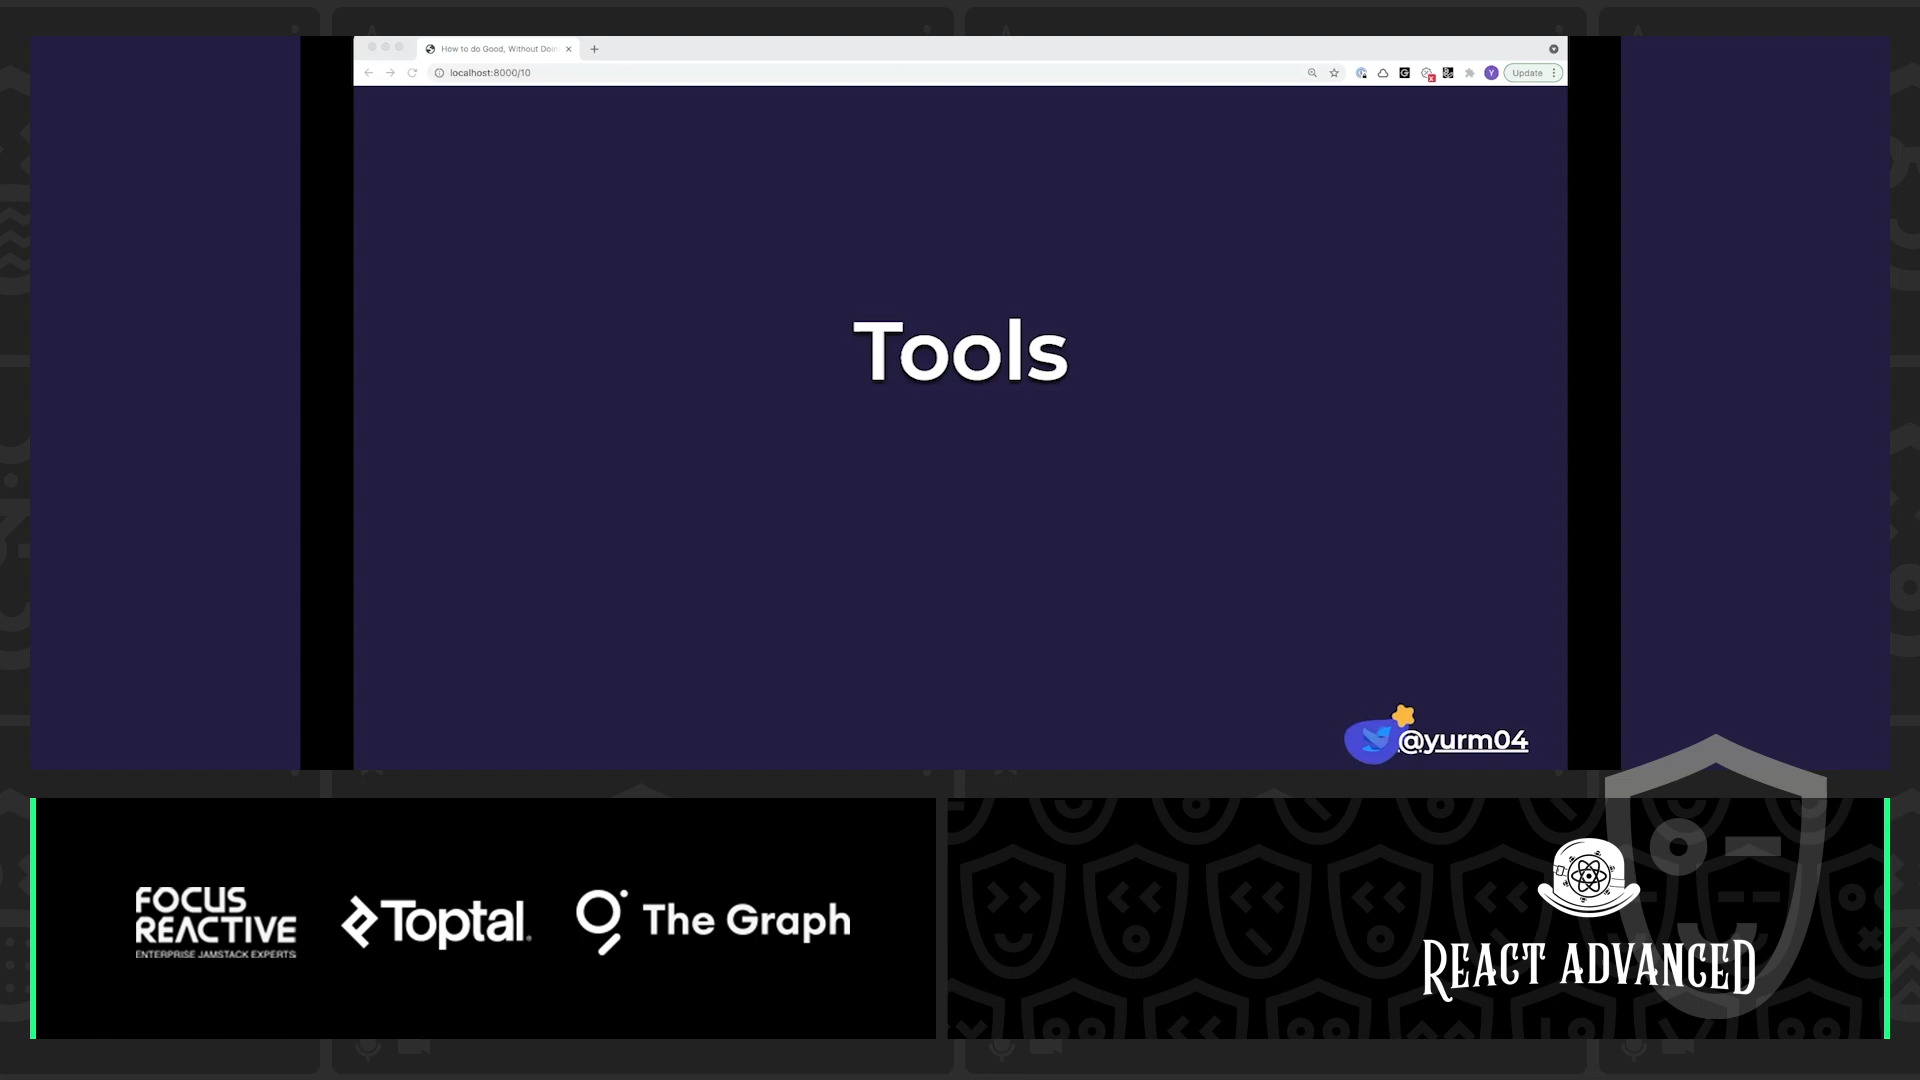 How to do Good, Without Doin
localhost:8000/10
Y
Update
Tools
@yurm04
FOCUS
REACTIVE
ENTERPRISE JAMSTACK EXPERTS
Toptal
The Graph
REACT ADVANCED